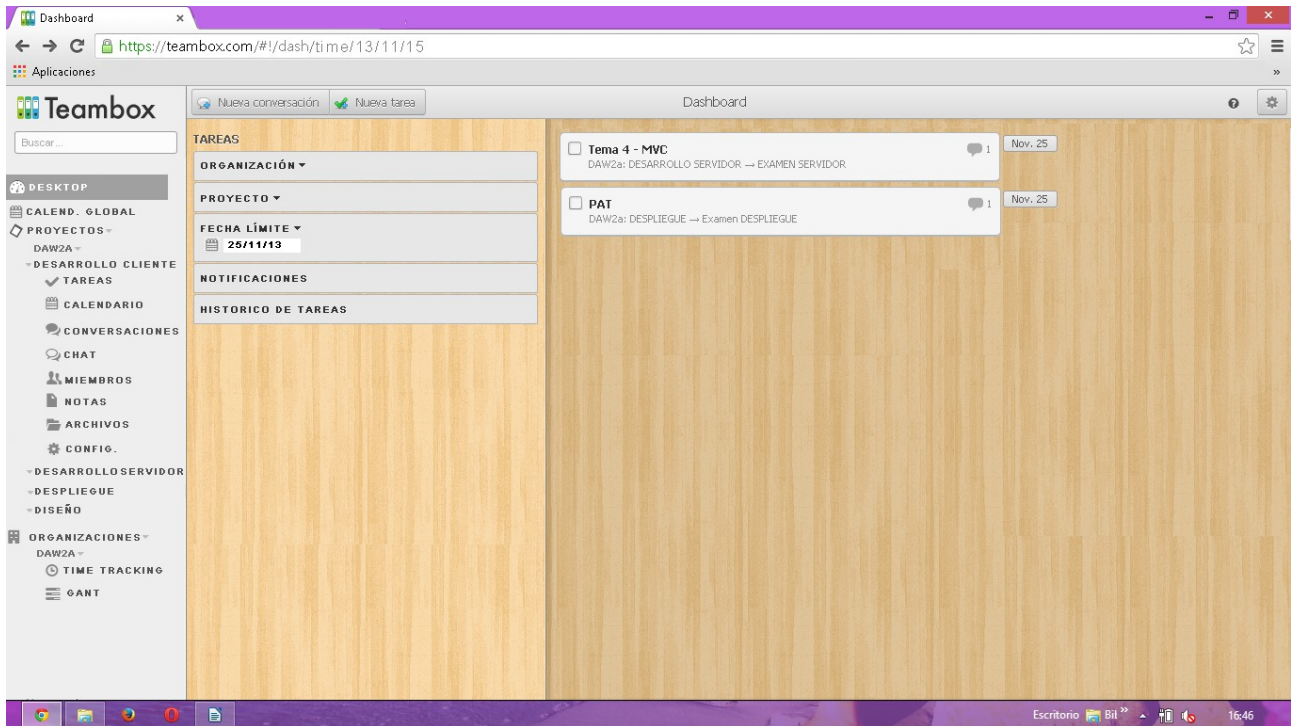 Dashboard
https://teambox.com/#!/dash/time/13/11/15
Aplicaciones
»
Teambox
Nueva conversación
Nueva tarea
Dashboard
Buscar...
DESKTOP
CALEND. GLOBAL
PROYECTOS
DAW2A
DESARROLLO CLIENTE
TAREAS
CALENDARIO
CONVERSACIONES
CHAT
MIEMBROS
NOTAS
ARCHIVOS
CONFIG.
DESARROLLO SERVIDOR
DESPLIEGUE
DISEÑO
ORGANIZACIONES
DAW2A
TIME TRACKING
GANT
TAREAS
ORGANIZACIÓN
PROYECTO
FECHA LÍMITE
25/11/13
NOTIFICACIONES
HISTORICO DE TAREAS
Tema 4 - MVC 1 Nov. 25
DAW2a: DESARROLLO SERVIDOR → EXAMEN SERVIDOR
PAT 1 Nov. 25
DAW2a: DESPLIEGUE → Examen DESPLIEGUE
Escritorio Bil » 16:46